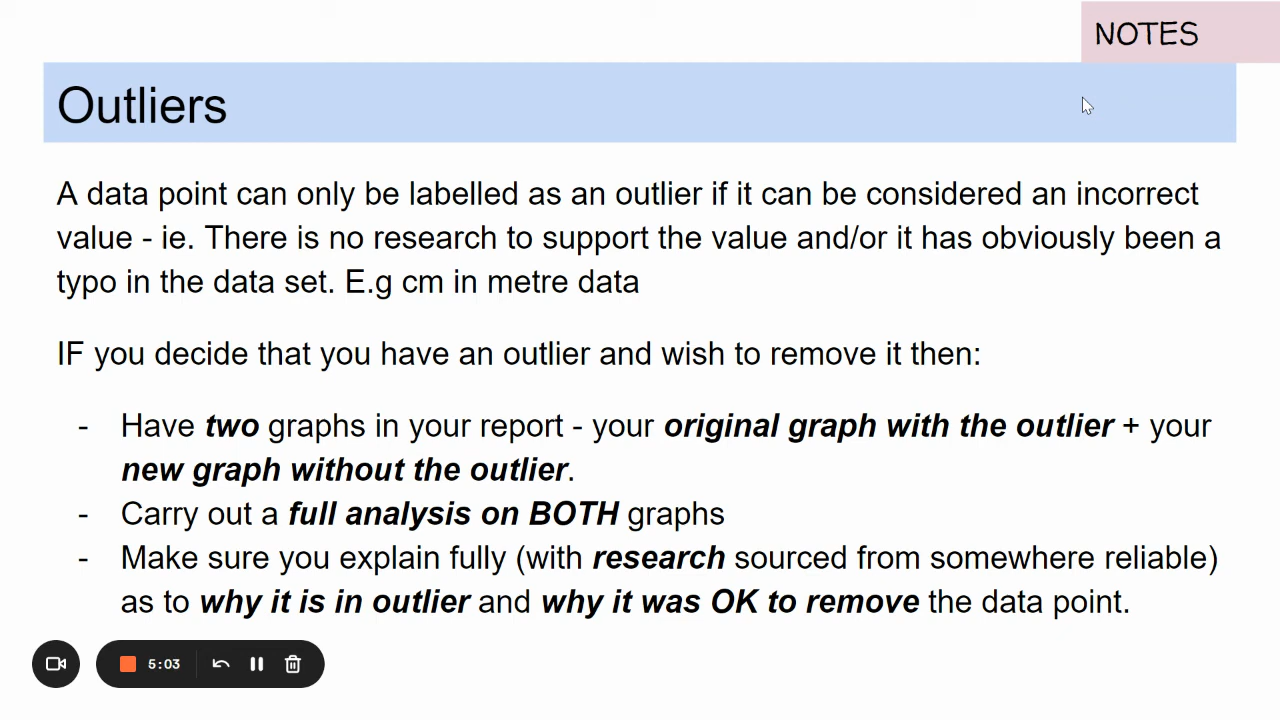 NOTES
Outliers
A data point can only be labelled as an outlier if it can be considered an incorrect
value - ie. There is no research to support the value and/or it has obviously been a
typo in the data set. E.g cm in metre data
IF you decide that you have an outlier and wish to remove it then:
- Have two graphs in your report - your original graph with the outlier + your
new graph without the outlier.
- Carry out a full analysis on BOTH graphs
- Make sure you explain fully (with research sourced from somewhere reliable)
as to why it is in outlier and why it was OK to remove the data point.
5:03